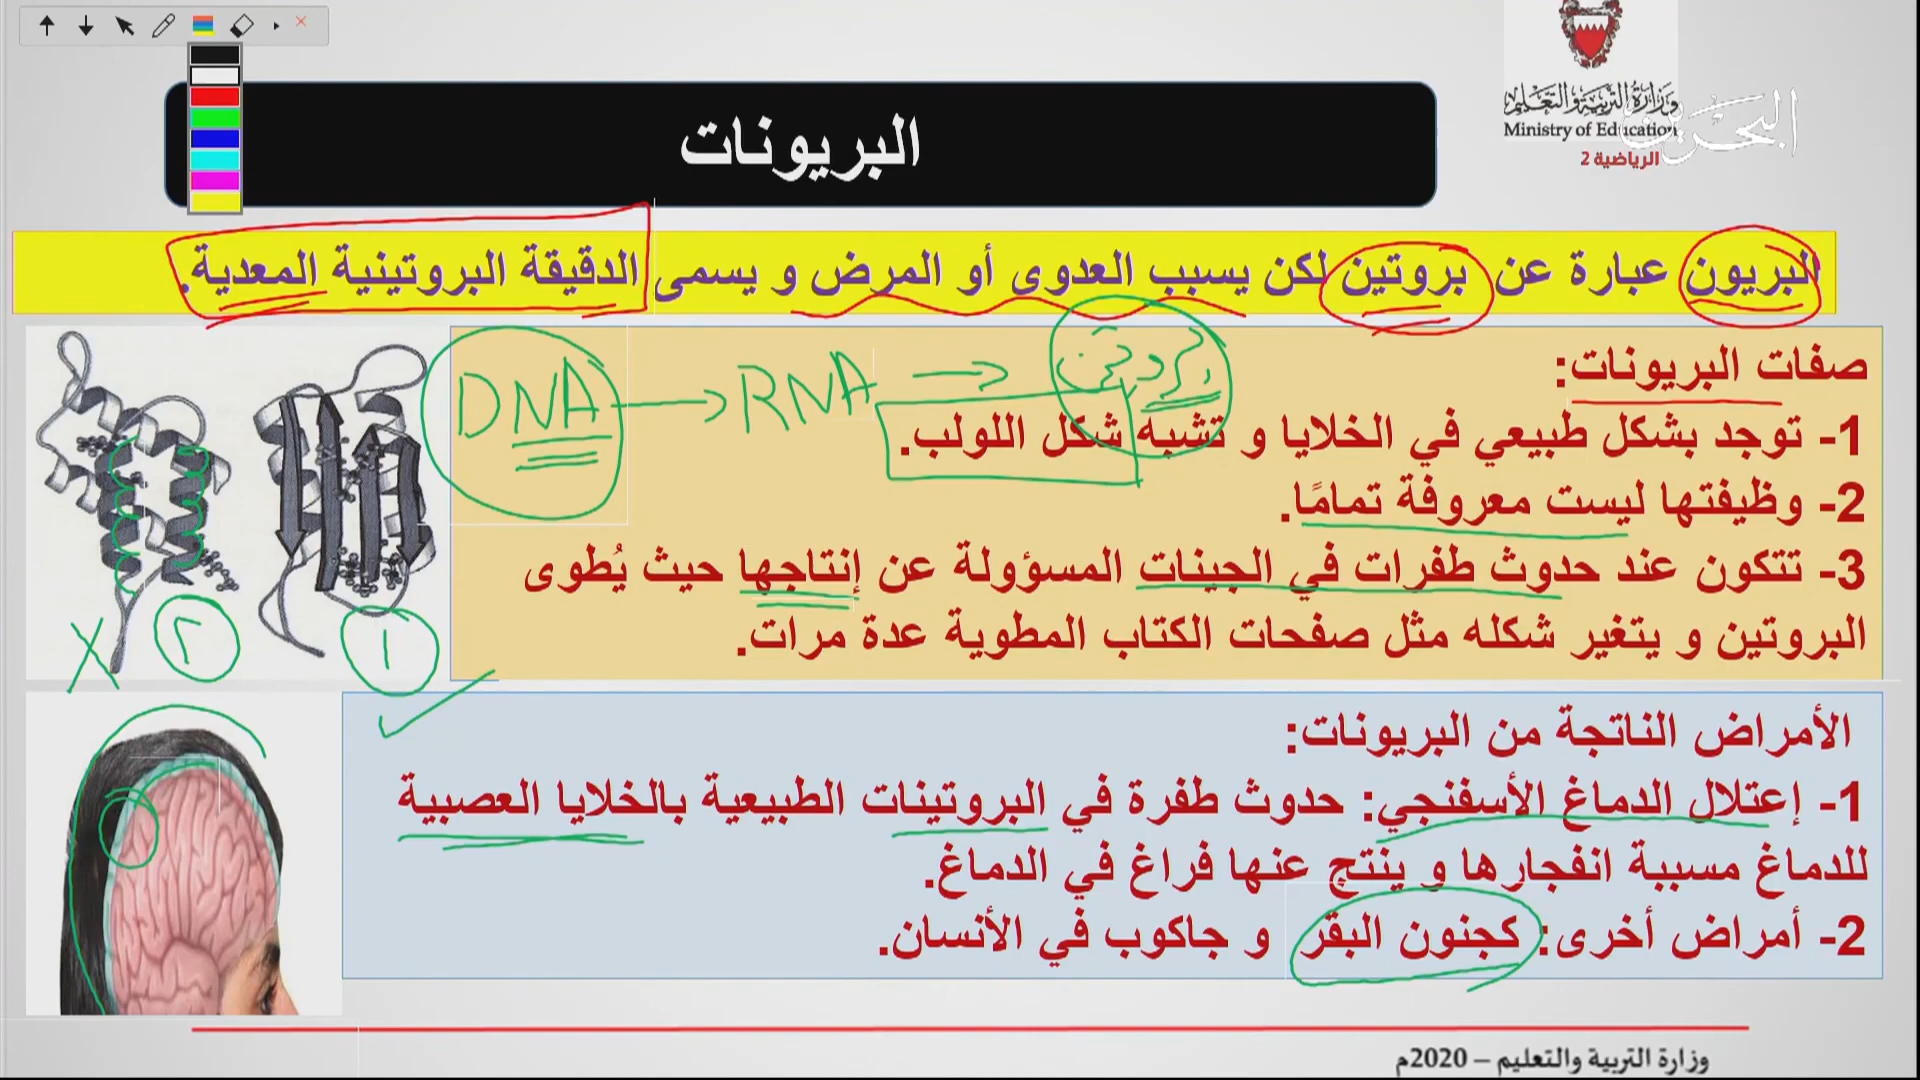 وزارة التربية والتعليم
Ministry of Education
البحرين
الرياضية 2
البريونات
البريون عبارة عن بروتين لكن يسبب العدوى أو المرض و يسمى الدقيقة البروتينية المعدية.
DNA → RNA → بروتين
صفات البريونات:
1- توجد بشكل طبيعي في الخلايا و تشبه شكل اللولب.
2- وظيفتها ليست معروفة تمامًا.
3- تتكون عند حدوث طفرات في الجينات المسؤولة عن إنتاجها حيث يُطوى
البروتين و يتغير شكله مثل صفحات الكتاب المطوية عدة مرات.
١
٢
الأمراض الناتجة من البريونات:
1- إعتلال الدماغ الأسفنجي: حدوث طفرة في البروتينات الطبيعية بالخلايا العصبية
للدماغ مسببة انفجارها و ينتج عنها فراغ في الدماغ.
2- أمراض أخرى: كجنون البقر و جاكوب في الأنسان.
وزارة التربية والتعليم – 2020م